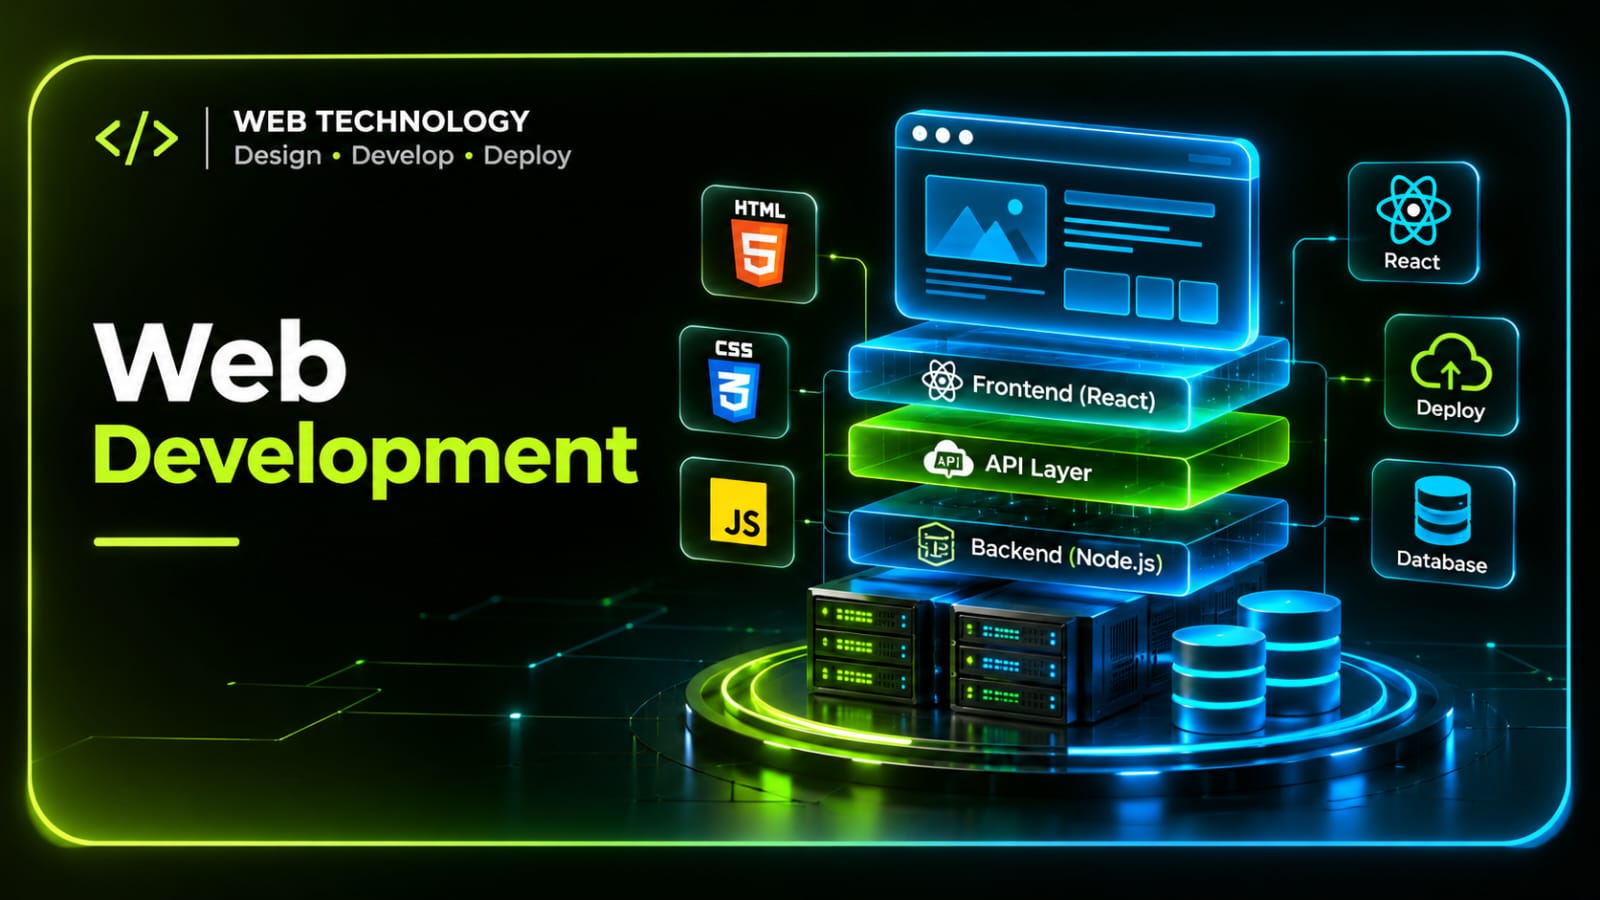 </>
WEB TECHNOLOGY
Design • Develop • Deploy
Web
Development
HTML
5
CSS
3
JS
Frontend (React)
API
API Layer
Backend (Node.js)
React
Deploy
Database